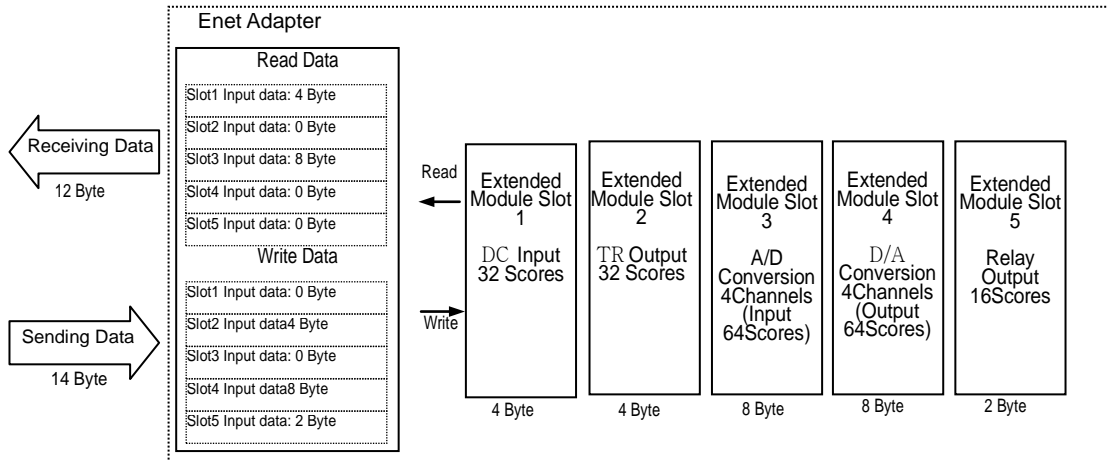 Enet Adapter
Read Data
Slot1 Input data: 4 Byte
Slot2 Input data: 0 Byte
Slot3 Input data: 8 Byte
Slot4 Input data: 0 Byte
Slot5 Input data: 0 Byte
Write Data
Slot1 Input data: 0 Byte
Slot2 Input data4 Byte
Slot3 Input data: 0 Byte
Slot4 Input data8 Byte
Slot5 Input data: 2 Byte
Receiving Data
12 Byte
Sending Data
14 Byte
Read
Write
Extended
Module Slot
1
DC Input
32 Scores
4 Byte
Extended
Module Slot
2
TR Output
32 Scores
4 Byte
Extended
Module Slot
3
A/D
Conversion
4Channels
(Input
64Scores)
8 Byte
Extended
Module Slot
4
D/A
Conversion
4Channels
(Output
64Scores)
8 Byte
Extended
Module Slot
5
Relay
Output
16Scores
2 Byte